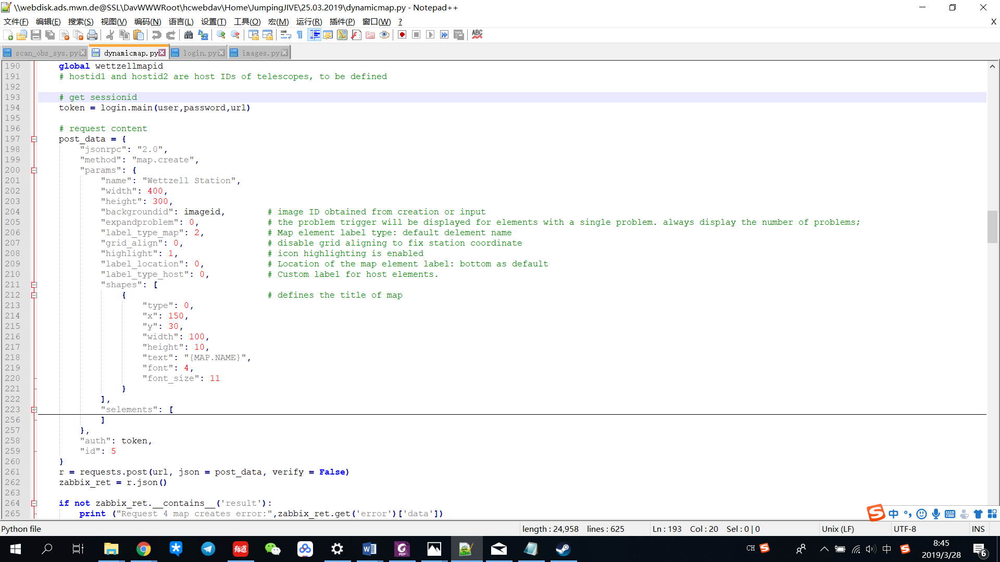 \\webdisk.ads.mwn.de@SSL\DavWWWRoot\hcwebdav\Home\JumpingJIVE\25.03.2019\dynamicmap.py - Notepad++
文件(F) 编辑(E) 搜索(S) 视图(V) 编码(N) 语言(L) 设置(T) 工具(O) 宏(M) 运行(R) 插件(P) 窗口(W) ? X
ABC
scan_obs_sys.py dynamicmap.py login.py images.py
190 global wettzellmapid
191 # hostid1 and hostid2 are host IDs of telescopes, to be defined
192
193 # get sessionid
194 token = login.main(user,password,url)
195
196 # request content
197 post_data = {
198 "jsonrpc": "2.0",
199 "method": "map.create",
200 "params": {
201 "name": "Wettzell Station",
202 "width": 400,
203 "height": 300,
204 "backgroundid": imageid, # image ID obtained from creation or input
205 "expandproblem": 0, # the problem trigger will be displayed for elements with a single problem. always display the number of problems;
206 "label_type_map": 2, # Map element label type: default delement name
207 "grid_align": 0, # disable grid aligning to fix station coordinate
208 "highlight": 1, # icon highlighting is enabled
209 "label_location": 0, # Location of the map element label: bottom as default
210 "label_type_host": 0, # Custom label for host elements.
211 "shapes": [
212 { # defines the title of map
213 "type": 0,
214 "x": 150,
215 "y": 30,
216 "width": 100,
217 "height": 10,
218 "text": "{MAP.NAME}",
219 "font": 4,
220 "font_size": 11
221 }
222 ],
223 "selements": [
256 ]
257 },
258 "auth": token,
259 "id": 5
260 }
261 r = requests.post(url, json = post_data, verify = False)
262 zabbix_ret = r.json()
263
264 if not zabbix_ret.__contains__('result'):
265 print ("Request 4 map creates error:",zabbix_ret.get('error')['data'])
S 中
Python file length : 24,958 lines : 625 Ln : 193 Col : 20 Sel : 0 | 0 Unix (LF) UTF-8 INS
有道 CH S 中 S 8:45
2019/3/28 6